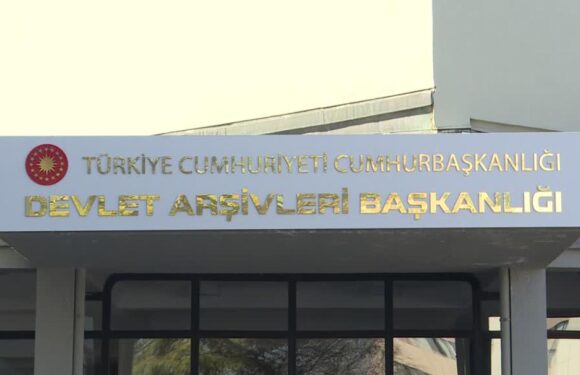 TÜRKİYE CUMHURİYETİ CUMHURBAŞKANLIĞI
DEVLET ARŞİVLERİ BAŞKANLIĞI